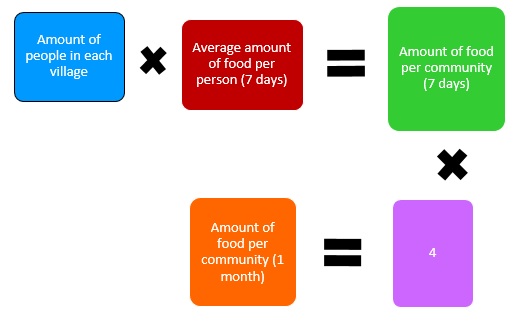 Amount of
people in each
village
Average amount
of food per
person (7 days)
Amount of food
per community
(7 days)
4
Amount of
food per
community (1
month)